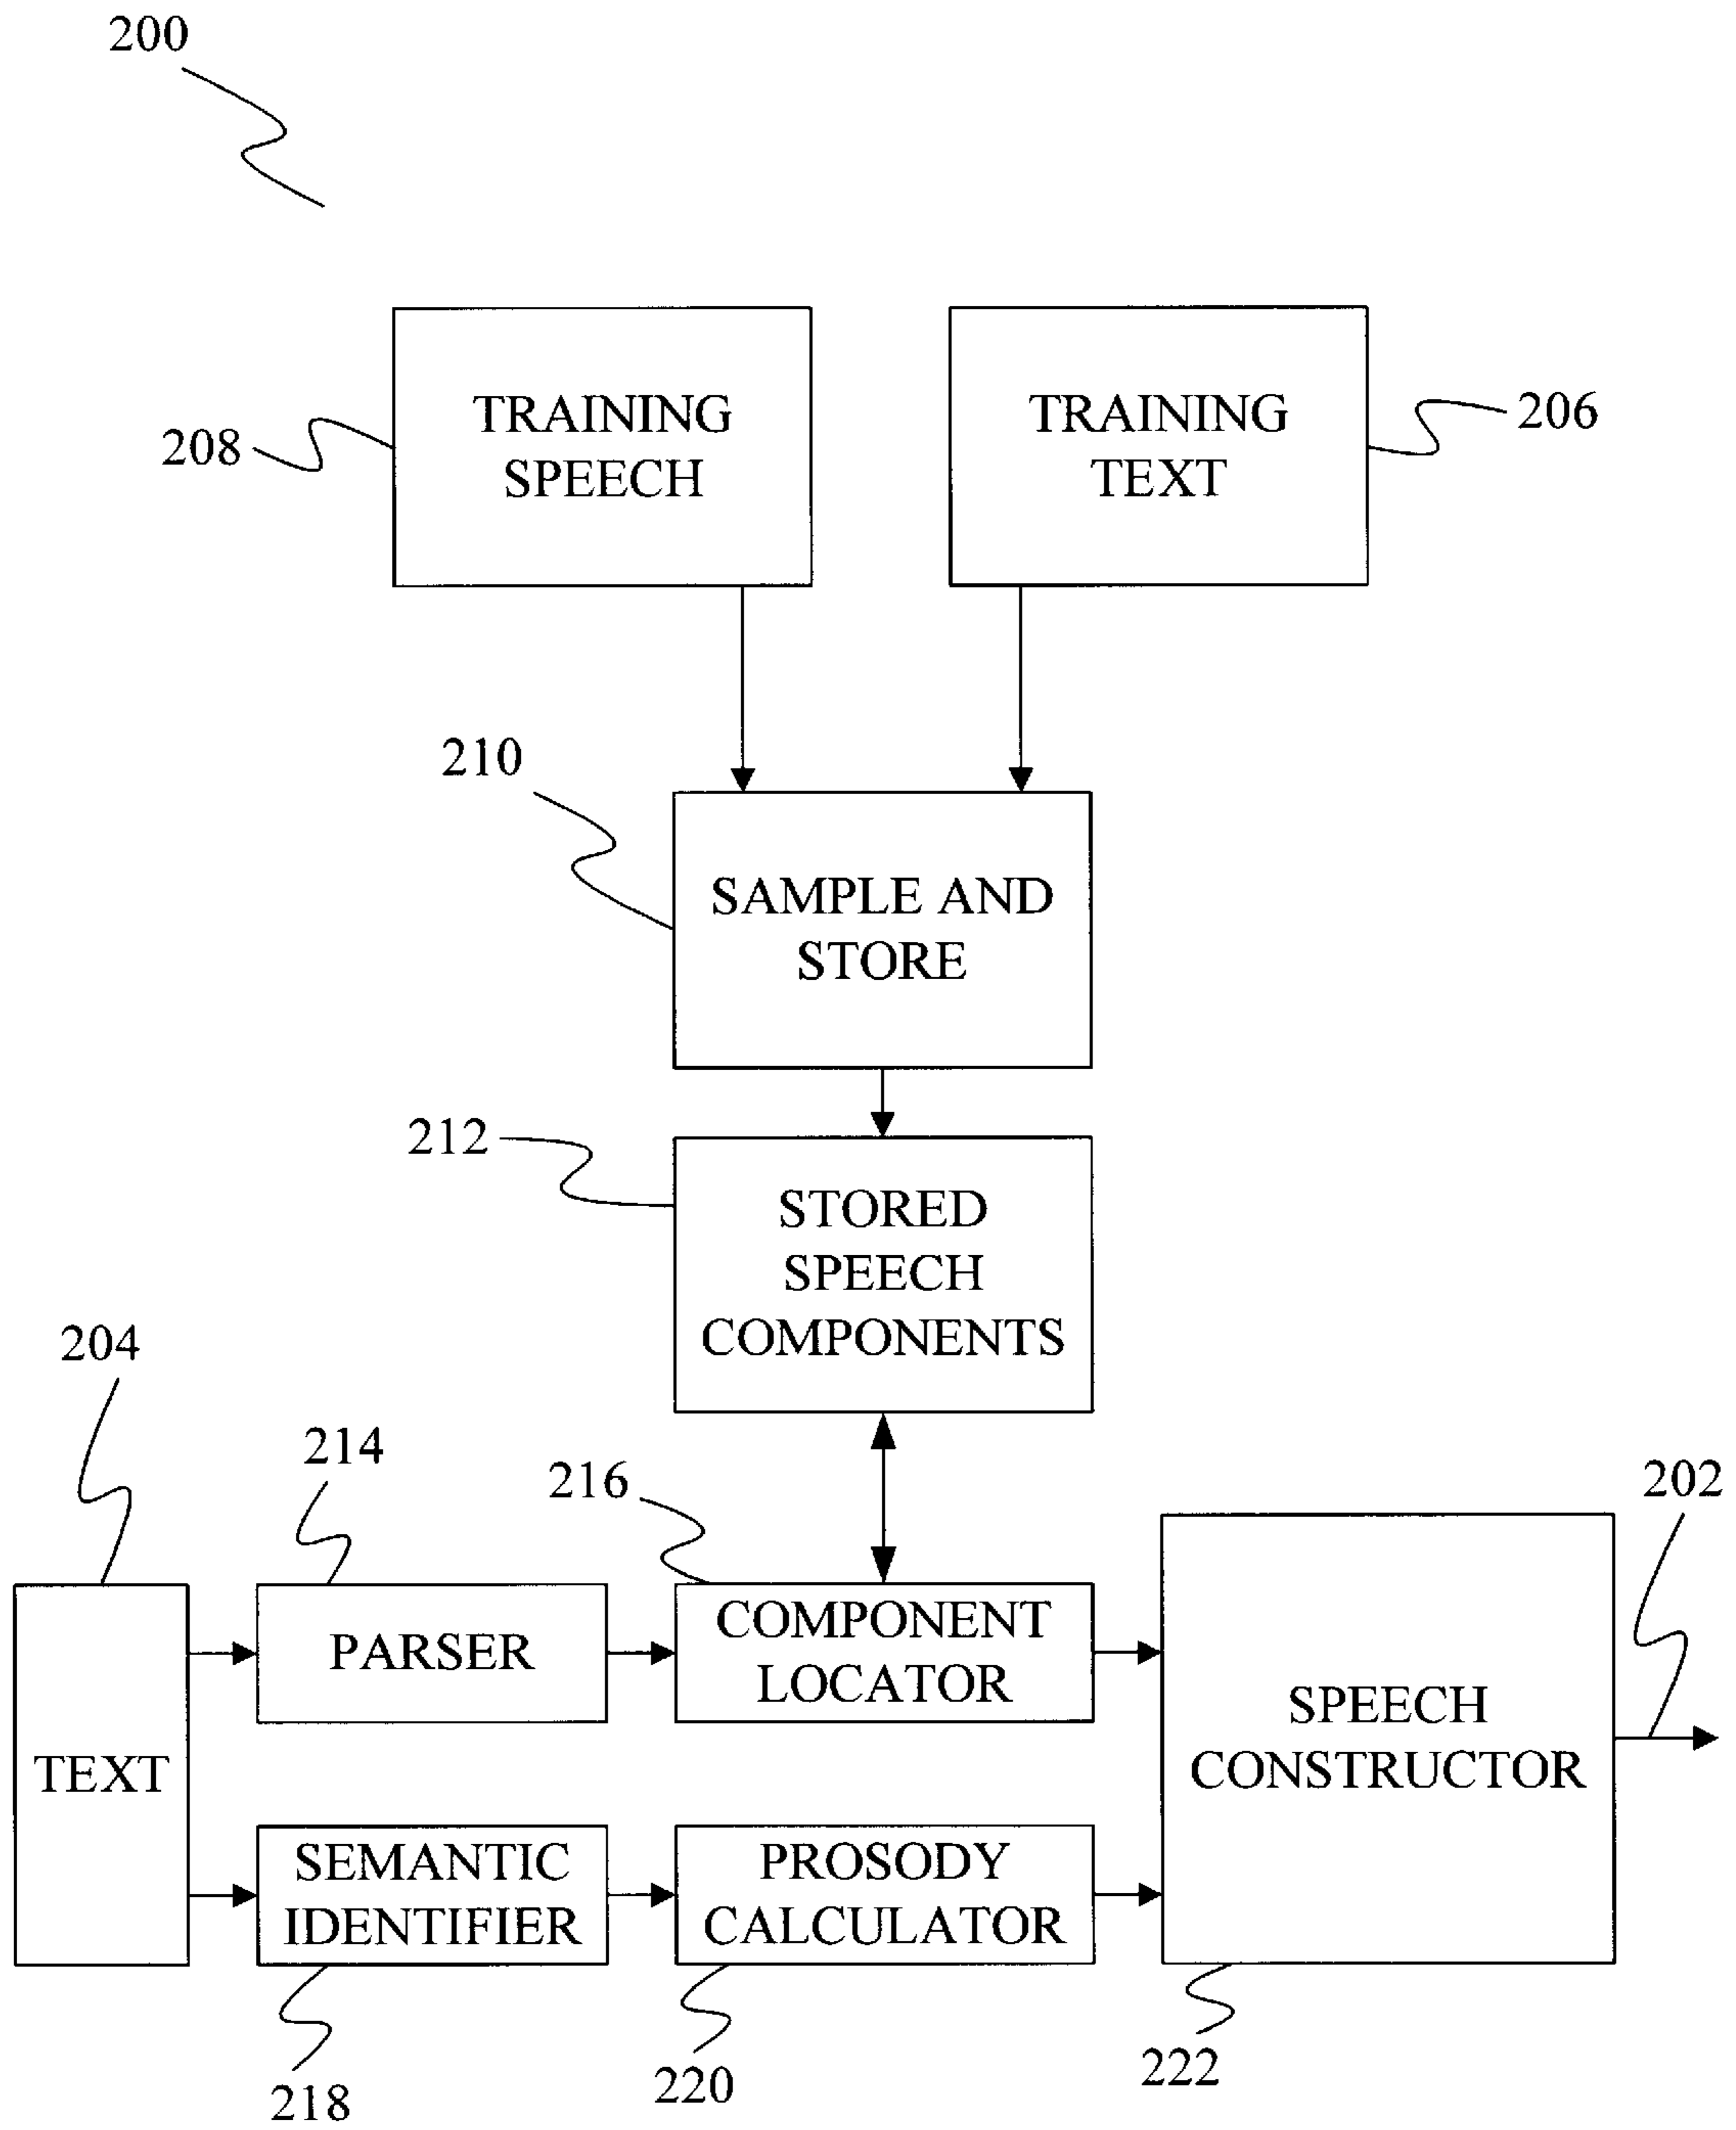 200
TRAINING
SPEECH
TRAINING
TEXT
208
206
210
SAMPLE AND
STORE
212
STORED
SPEECH
COMPONENTS
204
214
216
202
PARSER
COMPONENT
LOCATOR
TEXT
SPEECH
CONSTRUCTOR
SEMANTIC
IDENTIFIER
PROSODY
CALCULATOR
218
220
222